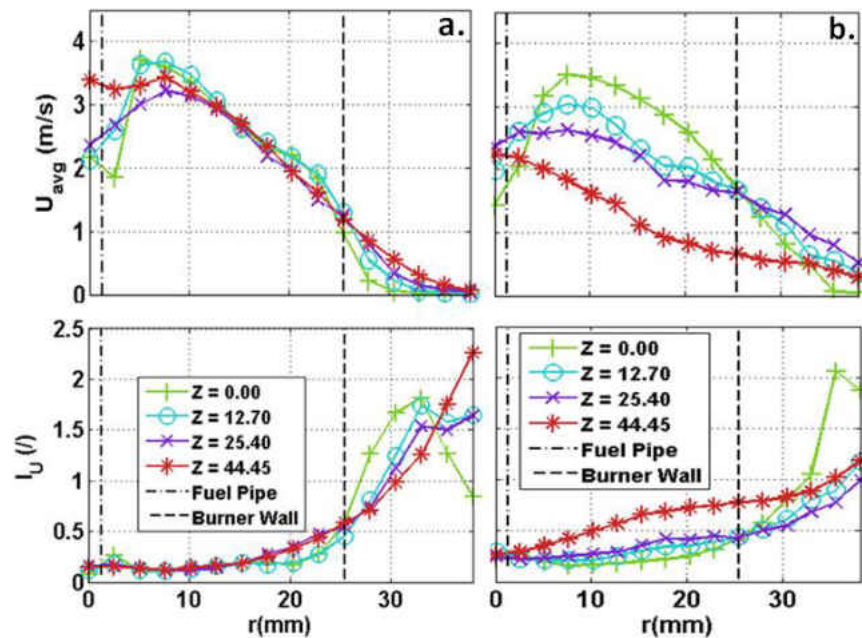 a.
b.
4
3
2
1
0
U_avg (m/s)
2.5
2
1.5
1
0.5
0
I_U (/)
Z = 0.00
Z = 12.70
Z = 25.40
Z = 44.45
Fuel Pipe
Burner Wall
Z = 0.00
Z = 12.70
Z = 25.40
Z = 44.45
Fuel Pipe
Burner Wall
0 10 20 30
0 10 20 30
r(mm)
r(mm)